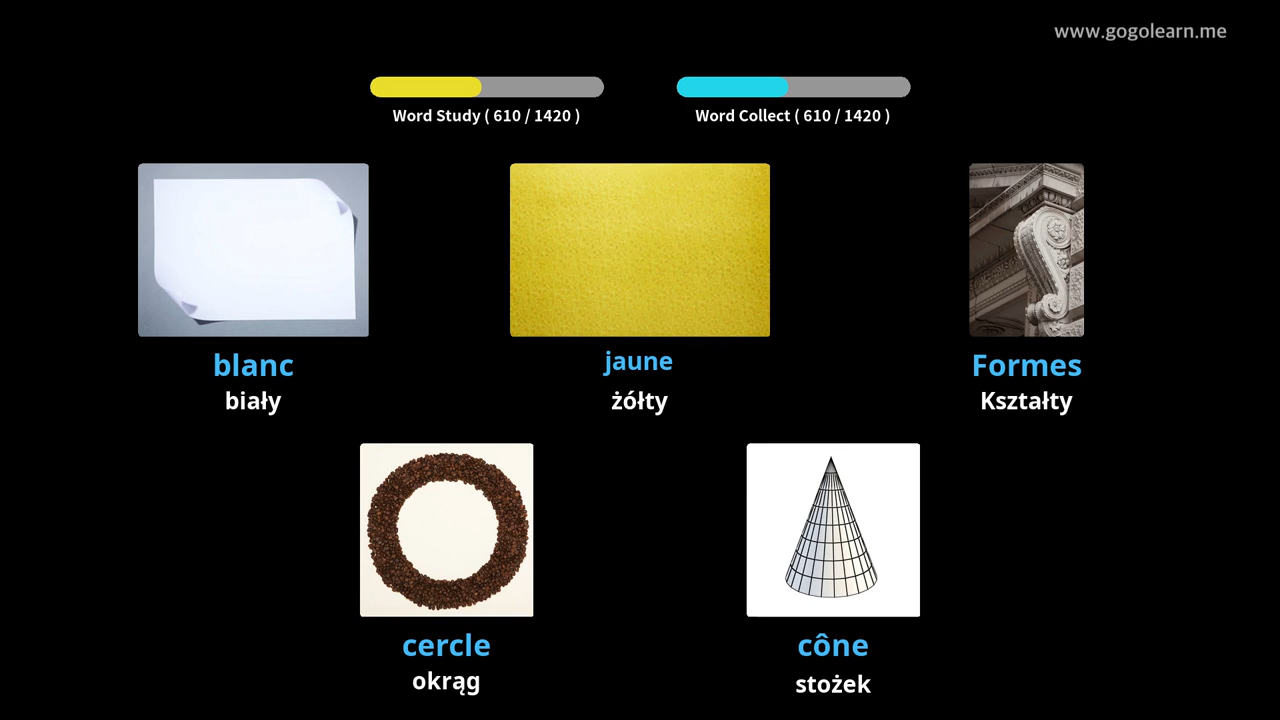 www.gogolearn.me
Word Study ( 610 / 1420 )
Word Collect ( 610 / 1420 )
blanc
biały
jaune
żółty
Formes
Kształty
cercle
okrąg
cône
stożek